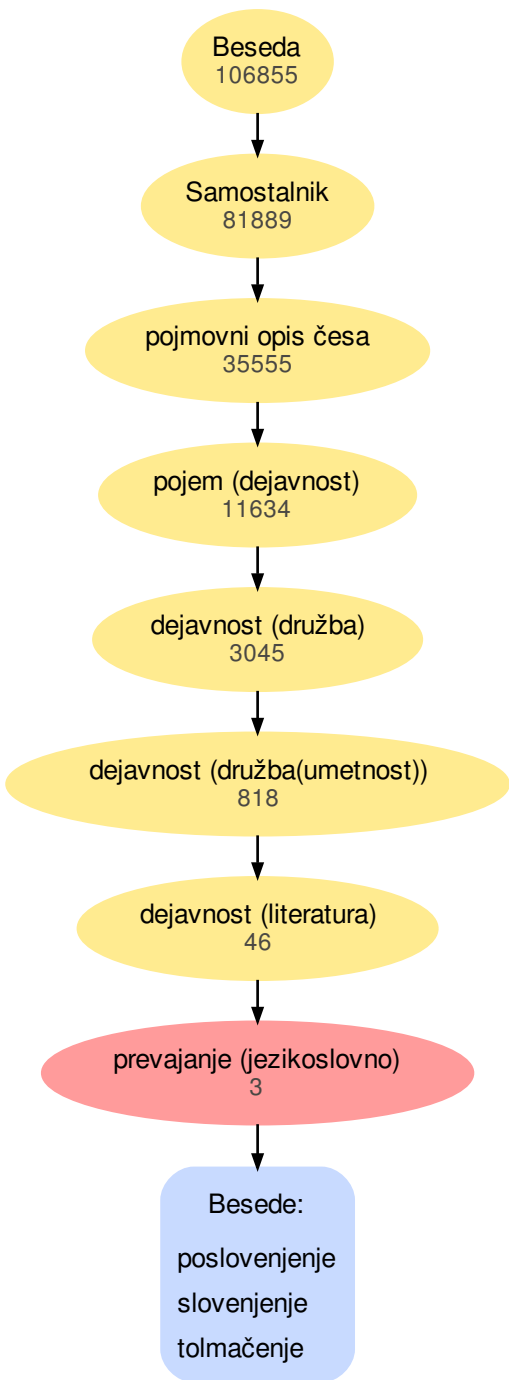 Beseda
106855
Samostalnik
81889
pojmovni opis česa
35555
pojem (dejavnost)
11634
dejavnost (družba)
3045
dejavnost (družba(umetnost))
818
dejavnost (literatura)
46
prevajanje (jezikoslovno)
3
Besede:
poslovenjenje
slovenjenje
tolmačenje